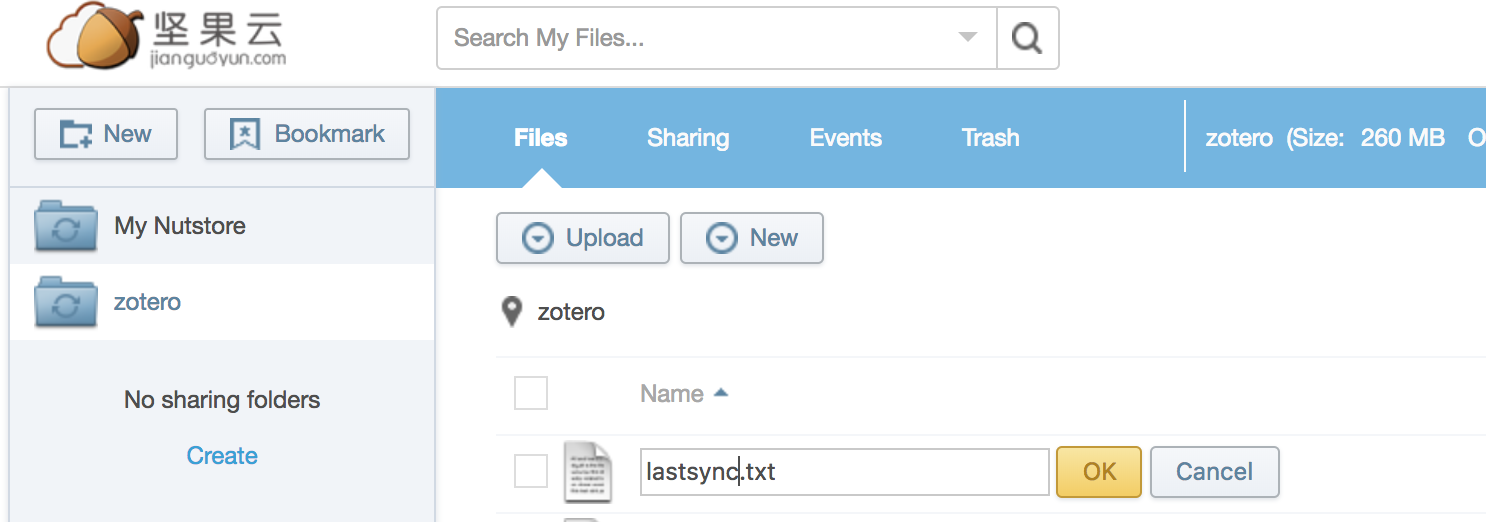 坚果云
jianguoyun.com
Search My Files...
New
Bookmark
Files
Sharing
Events
Trash
zotero (Size: 260 MB O
My Nutstore
Upload
New
zotero
zotero
Name
No sharing folders
Create
lastsync.txt
OK
Cancel